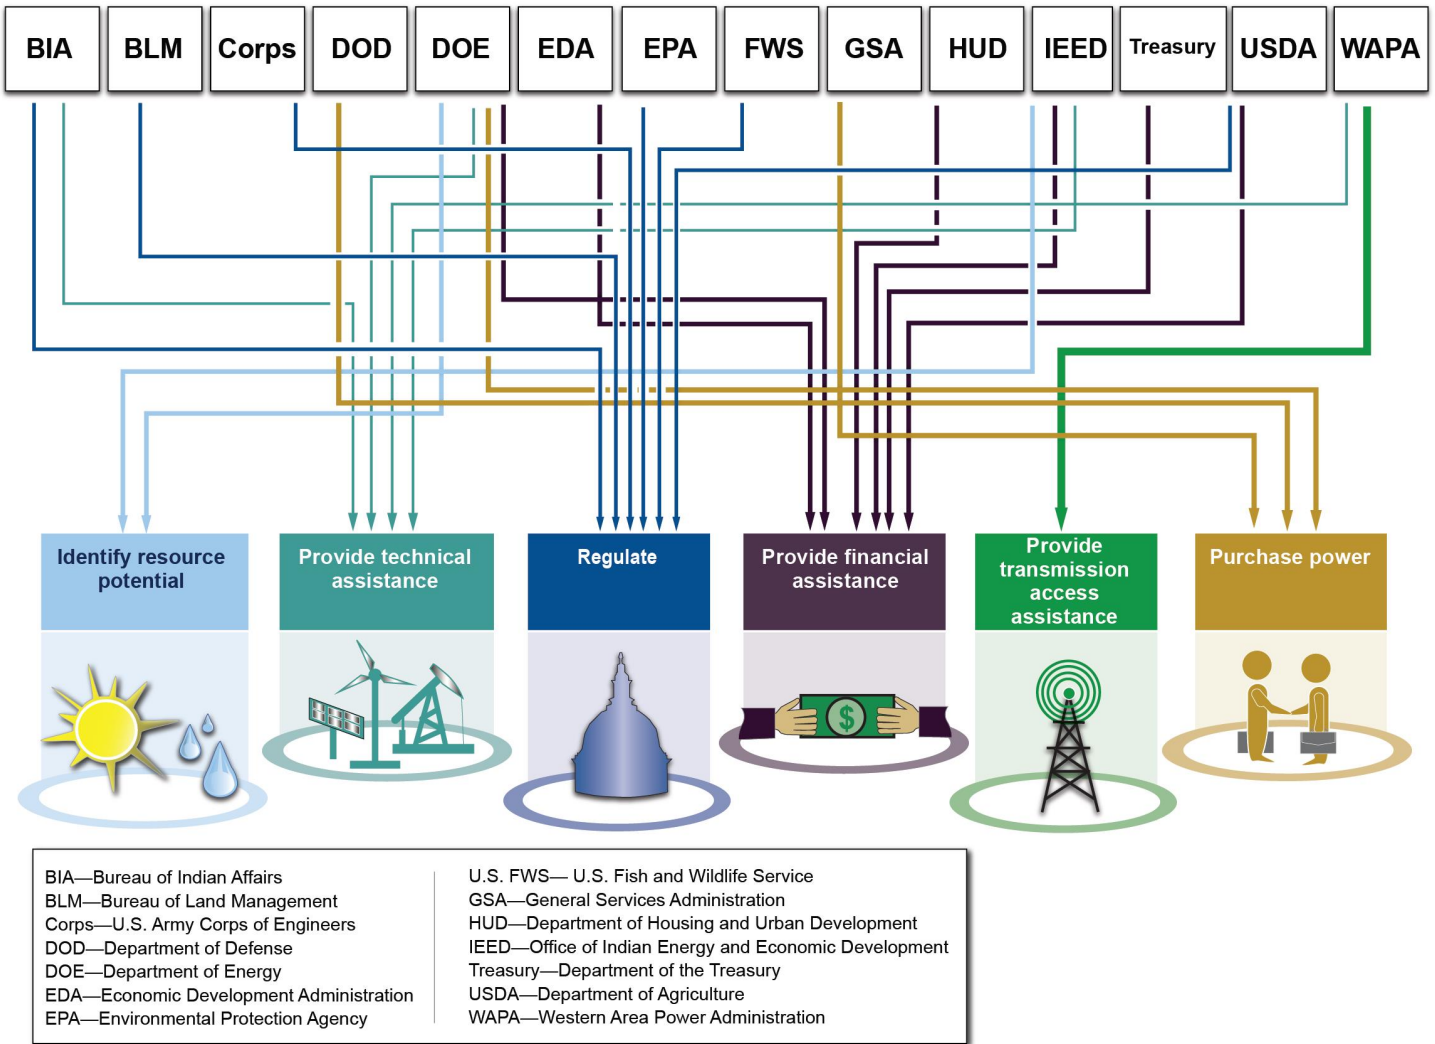 BIA
BLM
Corps
DOD
DOE
EDA
EPA
FWS
GSA
HUD
IEED
Treasury
USDA
WAPA
Identify resource
potential
Provide technical
assistance
Regulate
Provide financial
assistance
Provide
transmission
access
assistance
Purchase power
$
BIA—Bureau of Indian Affairs
BLM—Bureau of Land Management
Corps—U.S. Army Corps of Engineers
DOD—Department of Defense
DOE—Department of Energy
EDA—Economic Development Administration
EPA—Environmental Protection Agency
U.S. FWS— U.S. Fish and Wildlife Service
GSA—General Services Administration
HUD—Department of Housing and Urban Development
IEED—Office of Indian Energy and Economic Development
Treasury—Department of the Treasury
USDA—Department of Agriculture
WAPA—Western Area Power Administration